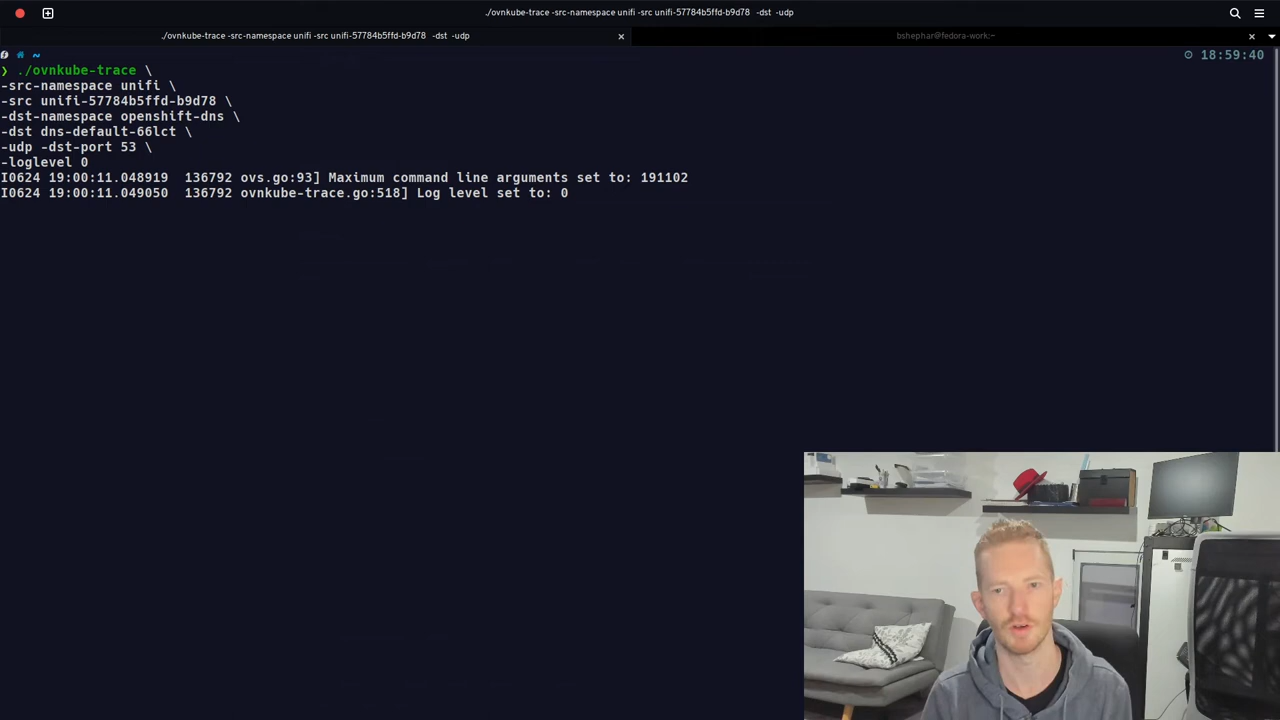 ./ovnkube-trace -src-namespace unifi -src unifi-57784b5ffd-b9d78 -dst -udp
./ovnkube-trace -src-namespace unifi -src unifi-57784b5ffd-b9d78 -dst -udp
bshephar@fedora-work:~
~
18:59:40
❯ ./ovnkube-trace \
-src-namespace unifi \
-src unifi-57784b5ffd-b9d78 \
-dst-namespace openshift-dns \
-dst dns-default-66lct \
-udp -dst-port 53 \
-loglevel 0
I0624 19:00:11.048919  136792 ovs.go:93] Maximum command line arguments set to: 191102
I0624 19:00:11.049050  136792 ovnkube-trace.go:518] Log level set to: 0